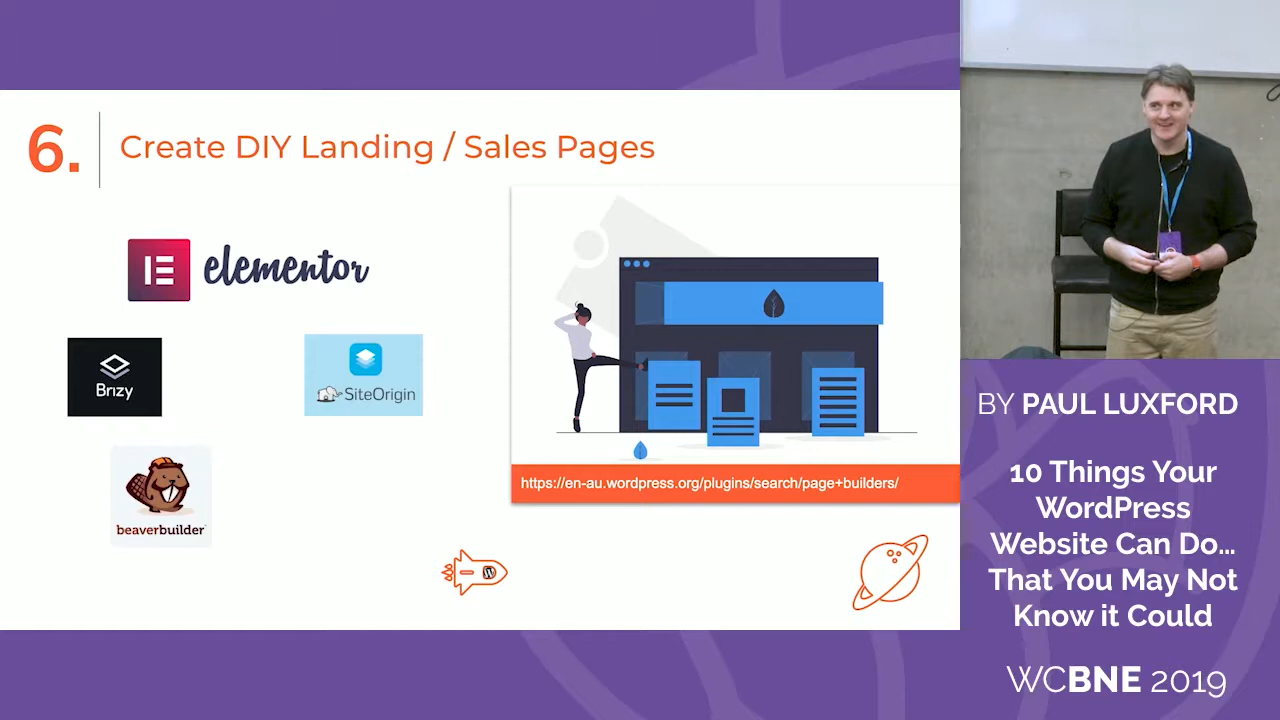 6.
Create DIY Landing / Sales Pages
elementor
Brizy
SiteOrigin
beaverbuilder
https://en-au.wordpress.org/plugins/search/page+builders/
BY PAUL LUXFORD
10 Things Your
WordPress
Website Can Do...
That You May Not
Know it Could
WCBNE 2019